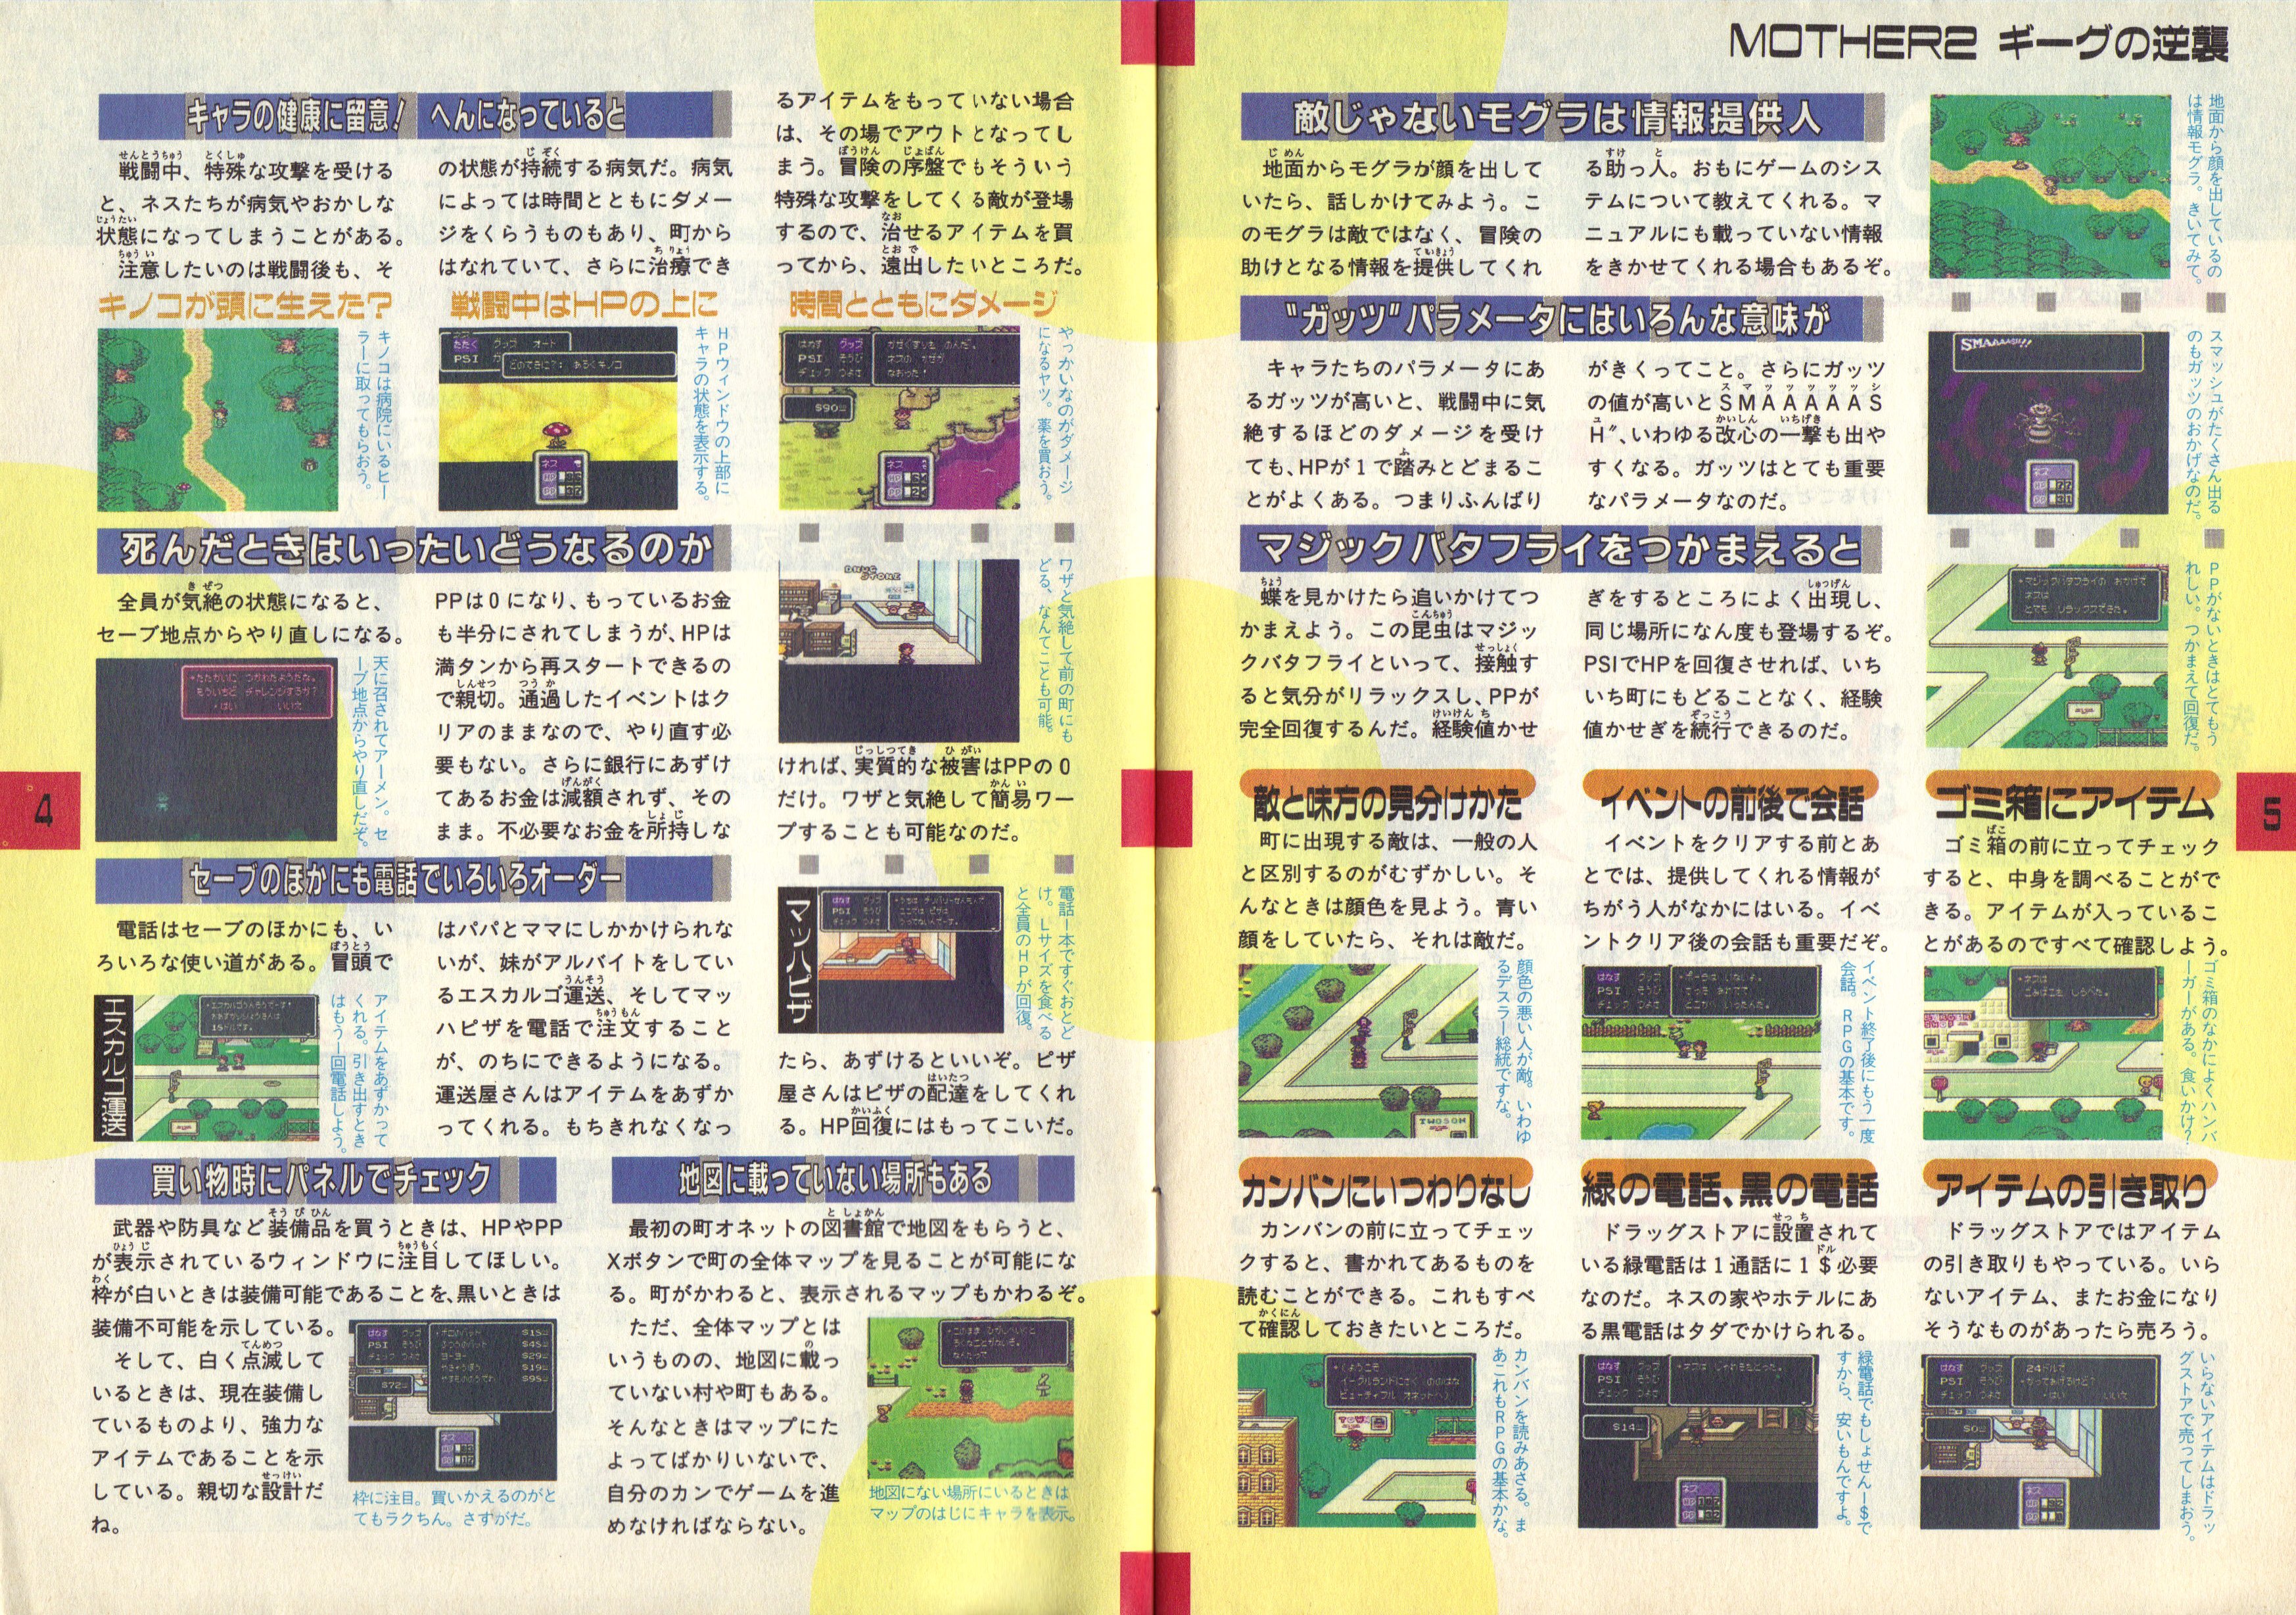 キャラの健康に留意！　へんになっていると
戦闘中、特殊な攻撃を受ける
と、ネスたちが病気やおかしな
状態になってしまうことがある。
注意したいのは戦闘後も、そ
の状態が持続する病気だ。病気
によっては時間とともにダメー
ジをくらうものもあり、町から
はなれていて、さらに治療でき
るアイテムをもっていない場合
は、その場でアウトとなってし
まう。冒険の序盤でもそういう
特殊な攻撃をしてくる敵が登場
するので、治せるアイテムを買
ってから、遠出したいところだ。
キノコが頭に生えた？
キノコは病院にいるヒー
ラーに取ってもらおう。
戦闘中はHPの上に
HPウィンドウの上部に
キャラの状態を表示する。
時間とともにダメージ
やっかいなのがダメージ
になるヤツ。薬を買おう。
死んだときはいったいどうなるのか
全員が気絶の状態になると、
セーブ地点からやり直しになる。
天に召されてアーメン。セ
ーブ地点からやり直しだぞ。
PPは0になり、もっているお金
も半分にされてしまうが、HPは
満タンから再スタートできるの
で親切。通過したイベントはク
リアのままなので、やり直す必
要もない。さらに銀行にあずけ
てあるお金は減額されず、その
まま。不必要なお金を所持しな
ワザと気絶して前の町にも
どる、なんてことも可能。
ければ、実質的な被害はPPの0
だけ。ワザと気絶して簡易ワー
プすることも可能なのだ。
セーブのほかにも電話でいろいろオーダー
電話はセーブのほかにも、い
ろいろな使い道がある。冒頭で
エスカルゴ運送
アイテムをあずかって
くれる。引き出すとき
はもう一回電話しよう。
はパパとママにしかかけられな
いが、妹がアルバイトをしてい
るエスカルゴ運送、そしてマッ
ハピザを電話で注文すること
が、のちにできるようになる。
運送屋さんはアイテムをあずか
ってくれる。もちきれなくなっ
マッハピザ
電話一本ですぐおとど
け。Lサイズを食べる
と全員のHPが回復。
たら、あずけるといいぞ。ピザ
屋さんはピザの配達をしてくれ
る。HP回復にはもってこいだ。
買い物時にパネルでチェック
武器や防具など装備品を買うときは、HPやPP
が表示されているウィンドウに注目してほしい。
枠が白いときは装備可能であることを、黒いときは
装備不可能を示している。
そして、白く点滅して
いるときは、現在装備し
ているものより、強力な
アイテムであることを示
している。親切な設計だ
ね。
枠に注目。買いかえるのがと
てもラクちん。さすがだ。
地図に載っていない場所もある
最初の町オネットの図書館で地図をもらうと、
Xボタンで町の全体マップを見ることが可能にな
る。町がかわると、表示されるマップもかわるぞ。
ただ、全体マップとは
いうものの、地図に載っ
ていない村や町もある。
そんなときはマップにた
よってばかりいないで、
自分のカンでゲームを進
めなければならない。
地図にない場所にいるときは
マップのはじにキャラを表示。
4
MOTHER2 ギーグの逆襲
敵じゃないモグラは情報提供人
地面からモグラが顔を出して
いたら、話しかけてみよう。こ
のモグラは敵ではなく、冒険の
助けとなる情報を提供してくれ
る助っ人。おもにゲームのシス
テムについて教えてくれる。マ
ニュアルにも載っていない情報
をきかせてくれる場合もあるぞ。
地面から顔を出しているの
は情報モグラ。きいてみて。
“ガッツ”パラメータにはいろんな意味が
キャラたちのパラメータにあ
るガッツが高いと、戦闘中に気
絶するほどのダメージを受け
ても、HPが1で踏みとどまるこ
とがよくある。つまりふんばり
がきくってこと。さらにガッツ
の値が高いとSMAAAAAS
H”、いわゆる改心の一撃も出や
すくなる。ガッツはとても重要
なパラメータなのだ。
SMAAAASH!!
スマッシュがたくさん出る
のもガッツのおかげなのだ。
マジックバタフライをつかまえると
蝶を見かけたら追いかけてつ
かまえよう。この昆虫はマジッ
クバタフライといって、接触す
ると気分がリラックスし、PPが
完全回復するんだ。経験値かせ
ぎをするところによく出現し、
同じ場所になん度も登場するぞ。
PSIでHPを回復させれば、いち
いち町にもどることなく、経験
値かせぎを続行できるのだ。
PPがないときはとてもう
れしい。つかまえて回復だ。
敵と味方の見分けかた
町に出現する敵は、一般の人
と区別するのがむずかしい。そ
んなときは顔色を見よう。青い
顔をしていたら、それは敵だ。
顔色の悪い人が敵。いわゆ
るデスラー総統ですな。
イベントの前後で会話
イベントをクリアする前とあ
とでは、提供してくれる情報が
ちがう人がなかにはいる。イベ
ントクリア後の会話も重要だぞ。
イベント終了後にもう一度
会話。RPGの基本です。
ゴミ箱にアイテム
ゴミ箱の前に立ってチェック
すると、中身を調べることがで
きる。アイテムが入っているこ
とがあるのですべて確認しよう。
ゴミ箱のなかによくハンバ
ーガーがある。食いかけ？
カンバンにいつわりなし
カンバンの前に立ってチェッ
クすると、書かれてあるものを
読むことができる。これもすべ
て確認しておきたいところだ。
カンバンを読みあさる。ま
あこれもRPGの基本かな。
緑の電話、黒の電話
ドラッグストアに設置されて
いる緑電話は1通話に1$必要
なのだ。ネスの家やホテルにあ
る黒電話はタダでかけられる。
緑電話でもしょせん1$で
すから、安いもんですよ。
アイテムの引き取り
ドラッグストアではアイテム
の引き取りもやっている。いら
ないアイテム、またお金になり
そうなものがあったら売ろう。
いらないアイテムはドラッ
グストアで売ってしまおう。
5